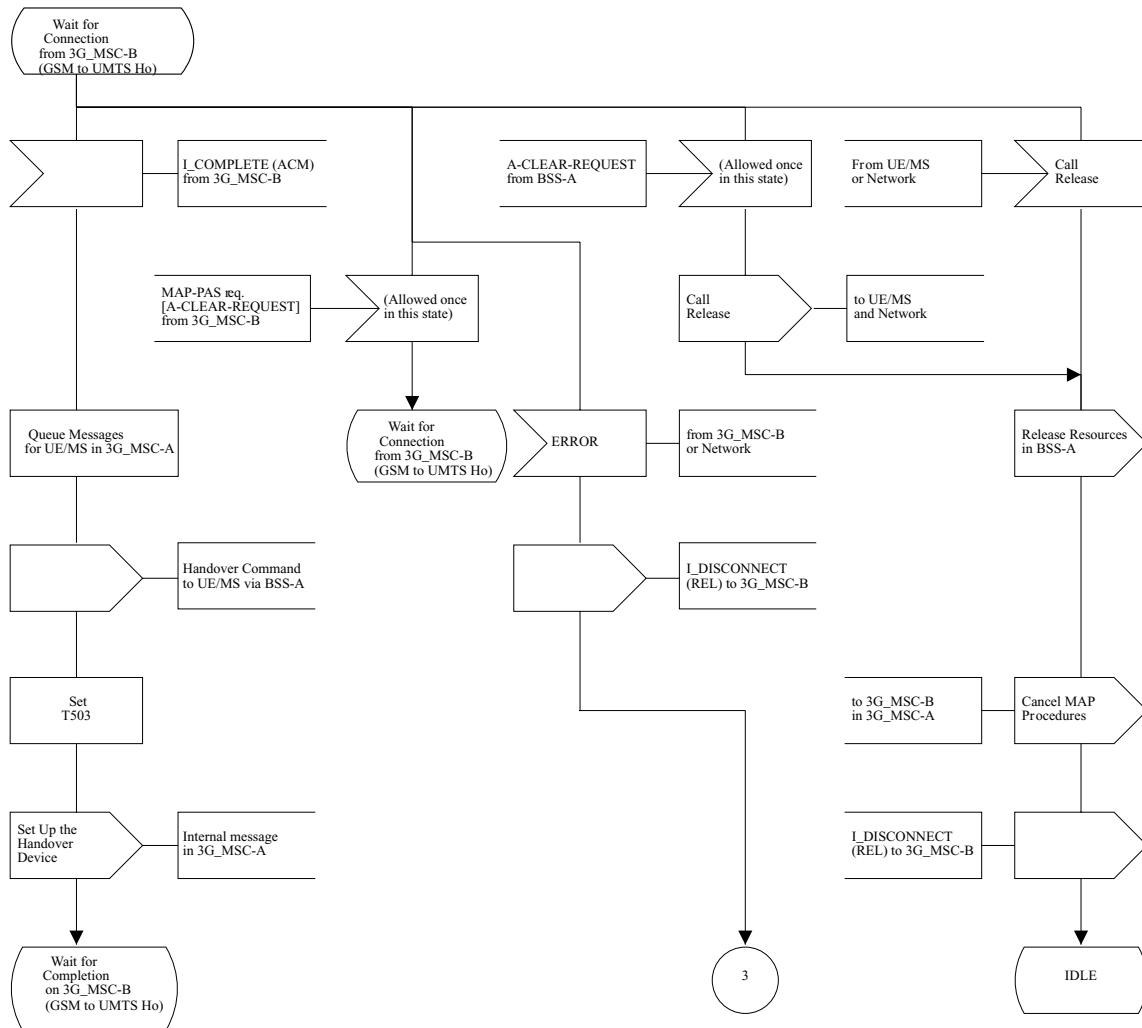 Wait for
Connection
from 3G_MSC-B
(GSM to UMTS Ho)
I_COMPLETE (ACM)
from 3G_MSC-B
A-CLEAR-REQUEST
from BSS-A
(Allowed once
in this state)
From UE/MS
or Network
Call
Release
MAP-PAS req.
[A-CLEAR-REQUEST]
from 3G_MSC-B
(Allowed once
in this state)
Call
Release
to UE/MS
and Network
Queue Messages
for UE/MS in 3G_MSC-A
Wait for
Connection
from 3G_MSC-B
(GSM to UMTS Ho)
ERROR
from 3G_MSC-B
or Network
Release Resources
in BSS-A
Handover Command
to UE/MS via BSS-A
I_DISCONNECT
(REL) to 3G_MSC-B
Set
T503
to 3G_MSC-B
in 3G_MSC-A
Cancel MAP
Procedures
Set Up the
Handover
Device
Internal message
in 3G_MSC-A
I_DISCONNECT
(REL) to 3G_MSC-B
Wait for
Completion
on 3G_MSC-B
(GSM to UMTS Ho)
3
IDLE